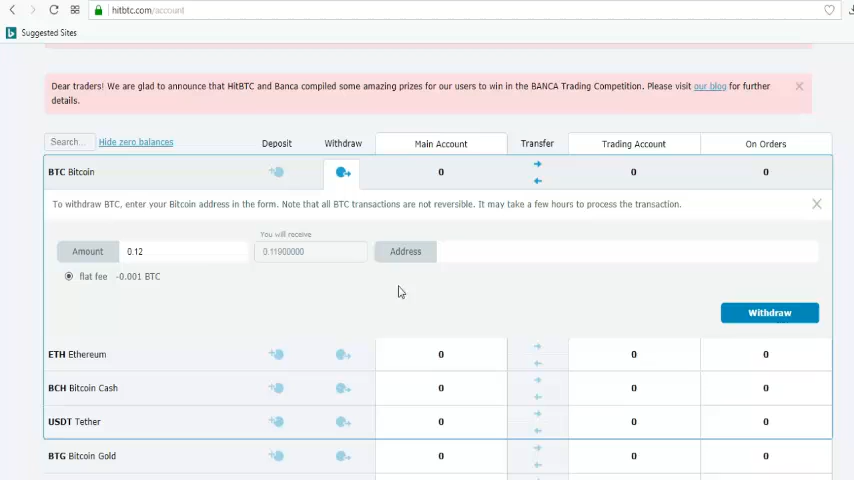 hitbtc.com/account
Suggested Sites
Dear traders! We are glad to announce that HitBTC and Banca compiled some amazing prizes for our users to win in the BANCA Trading Competition. Please visit our blog for further
details.
Search... Hide zero balances Deposit Withdraw Main Account Transfer Trading Account On Orders
BTC Bitcoin 0 0 0
To withdraw BTC, enter your Bitcoin address in the form. Note that all BTC transactions are not reversible. It may take a few hours to process the transaction.
You will receive
Amount 0.12 0.11900000 Address
flat fee -0.001 BTC
Withdraw
ETH Ethereum 0 0 0
BCH Bitcoin Cash 0 0 0
USDT Tether 0 0 0
BTG Bitcoin Gold 0 0 0